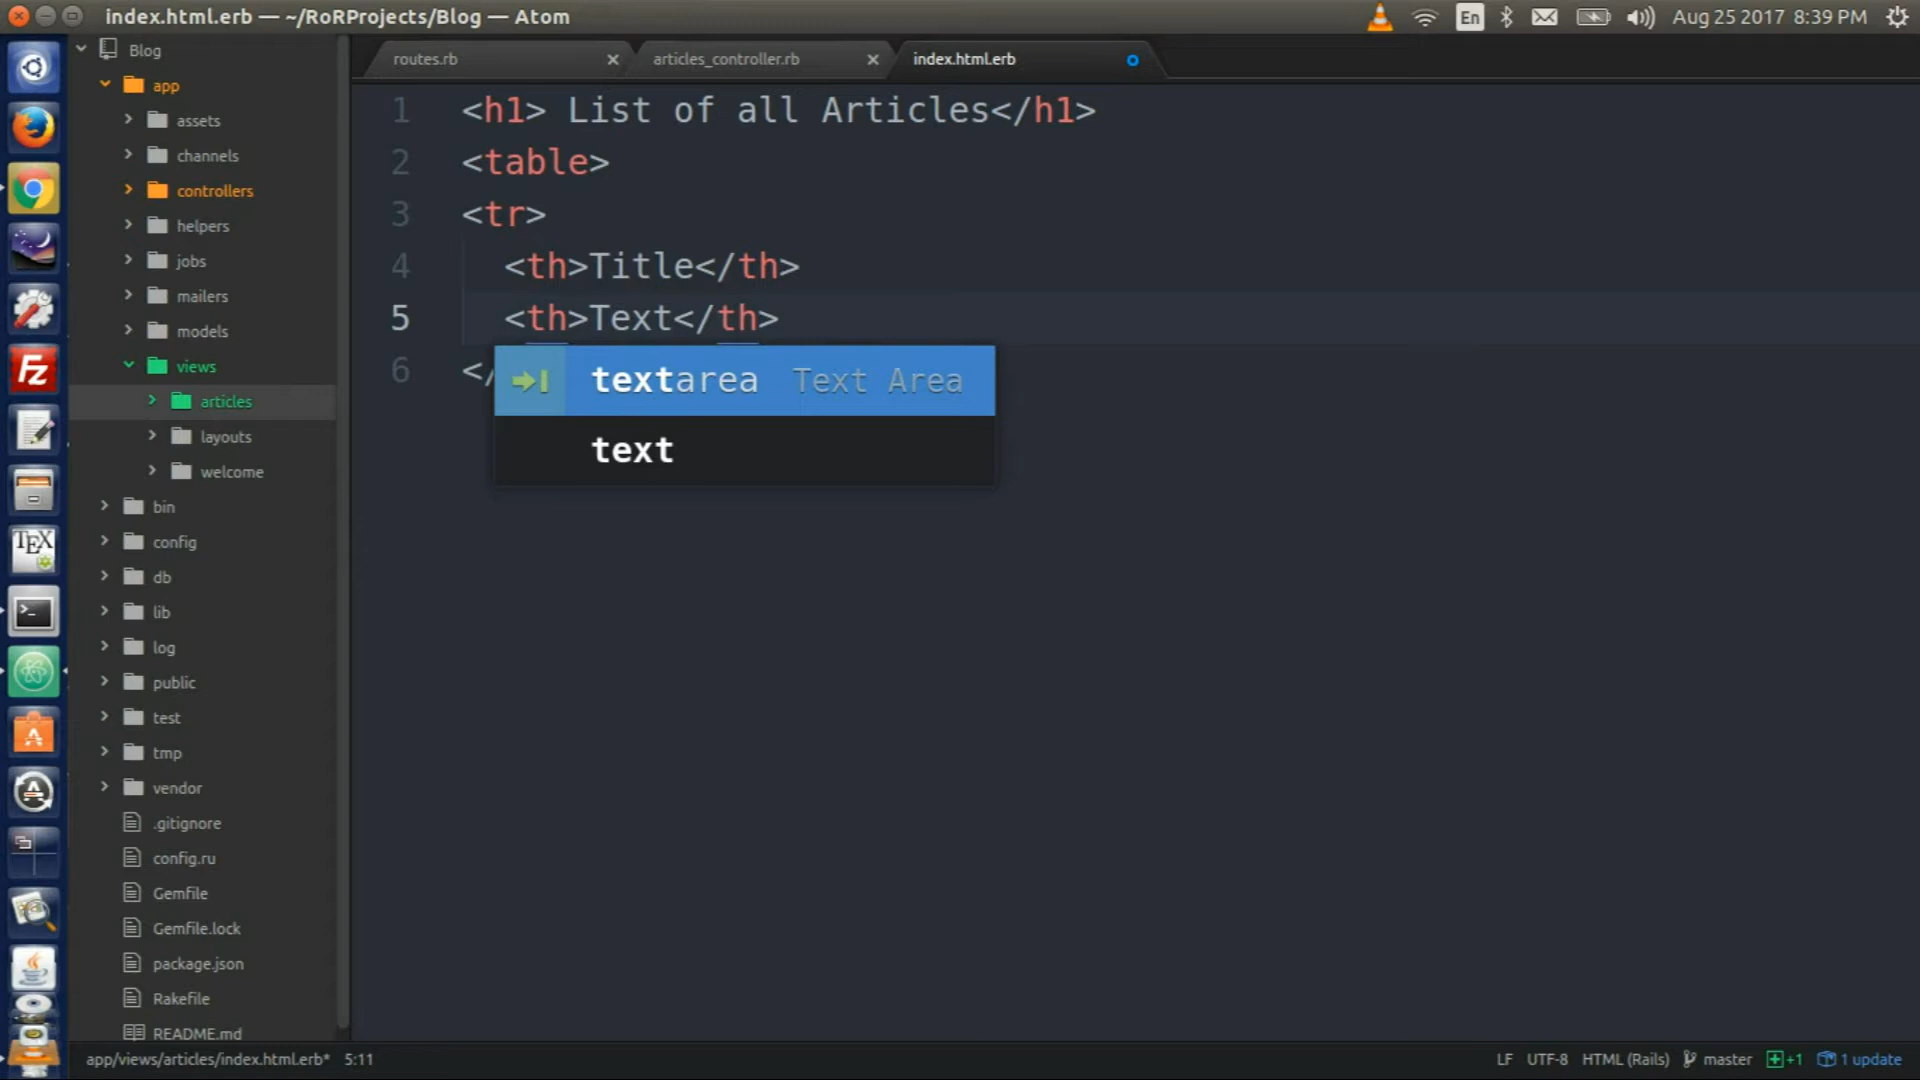 index.html.erb — ~/RoRProjects/Blog — Atom
En
Aug 25 2017 8:39 PM
Blog
app
assets
channels
controllers
helpers
jobs
mailers
models
views
articles
layouts
welcome
bin
config
db
lib
log
public
test
tmp
vendor
.gitignore
config.ru
Gemfile
Gemfile.lock
package.json
Rakefile
README.md
routes.rb
articles_controller.rb
index.html.erb
1 <h1> List of all Articles</h1>
2 <table>
3 <tr>
4 <th>Title</th>
5 <th>Text</th>
6 </
textarea Text Area
text
FZ
TEX
app/views/articles/index.html.erb* 5:11
LF UTF-8 HTML (Rails) master +1 1 update